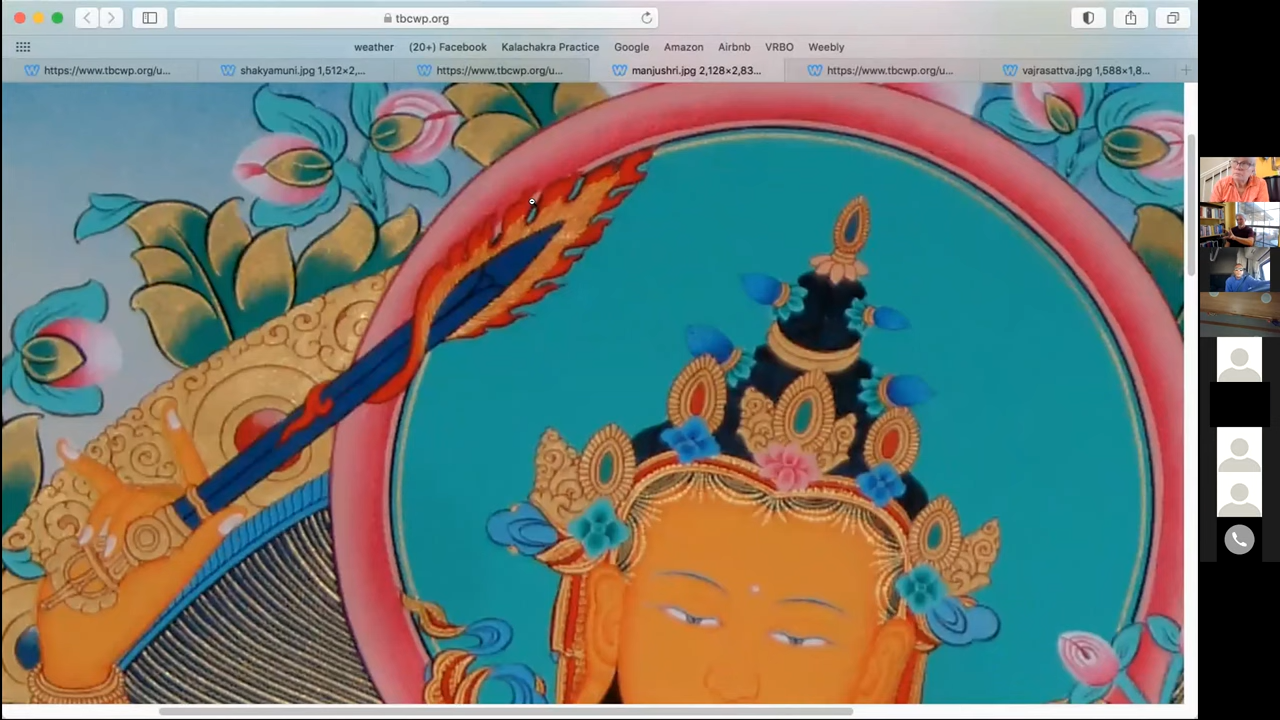 tbcwp.org
weather (20+) Facebook Kalachakra Practice Google Amazon Airbnb VRBO Weebly
https://www.tbcwp.org/u... shakyamuni.jpg 1,512×2,... https://www.tbcwp.org/u... manjushri.jpg 2,128×2,83... https://www.tbcwp.org/u... vajrasattva.jpg 1,588×1,8...